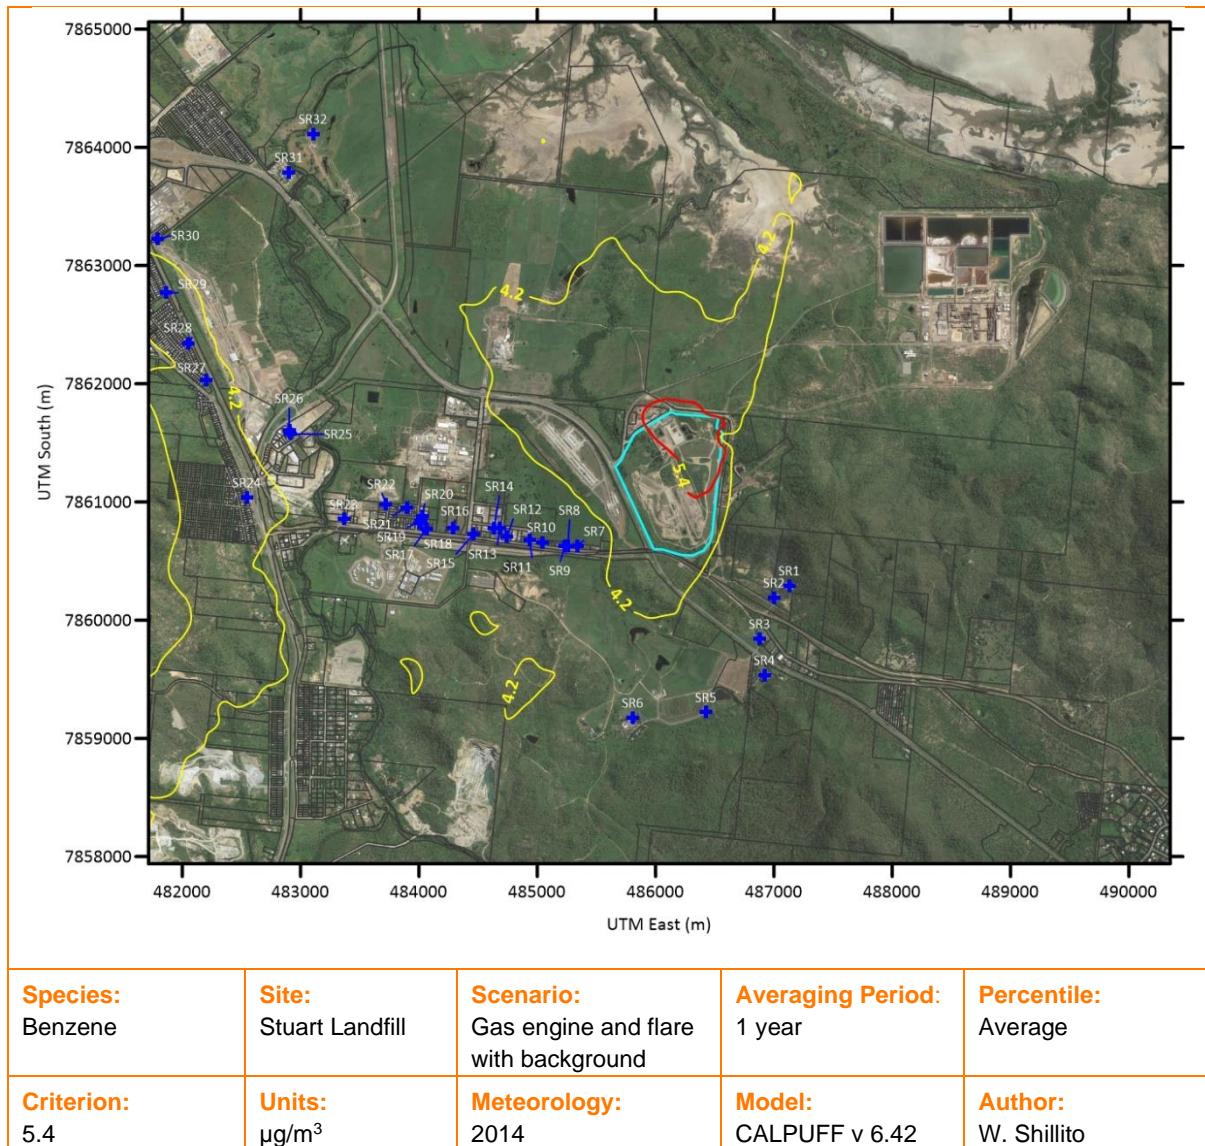 7865000
7864000
7863000
7862000
7861000
7860000
7859000
7858000
UTM South (m)
482000 483000 484000 485000 486000 487000 488000 489000 490000
UTM East (m)
SR32
SR31
SR30
SR29
SR28
SR27
SR26
SR25
SR24
SR23
SR22
SR21
SR20
SR19
SR17
SR18
SR16
SR15
SR14
SR13
SR12
SR11
SR10
SR9
SR8
SR7
SR1
SR2
SR3
SR4
SR5
SR6
4.2
4.2
4.2
4.2
4.2
5.4
Species: Site: Scenario: Averaging Period: Percentile:
Benzene Stuart Landfill Gas engine and flare 1 year Average
with background
Criterion: Units: Meteorology: Model: Author:
5.4 µg/m³ 2014 CALPUFF v 6.42 W. Shillito